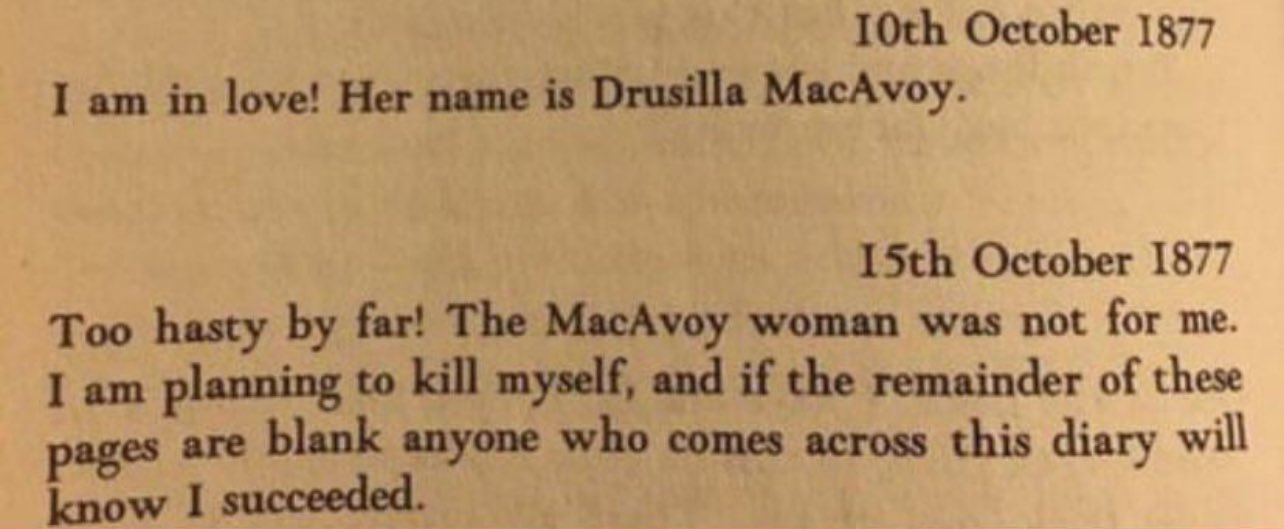 10th October 1877
I am in love! Her name is Drusilla MacAvoy.
15th October 1877
Too hasty by far! The MacAvoy woman was not for me.
I am planning to kill myself, and if the remainder of these
pages are blank anyone who comes across this diary will
know I succeeded.